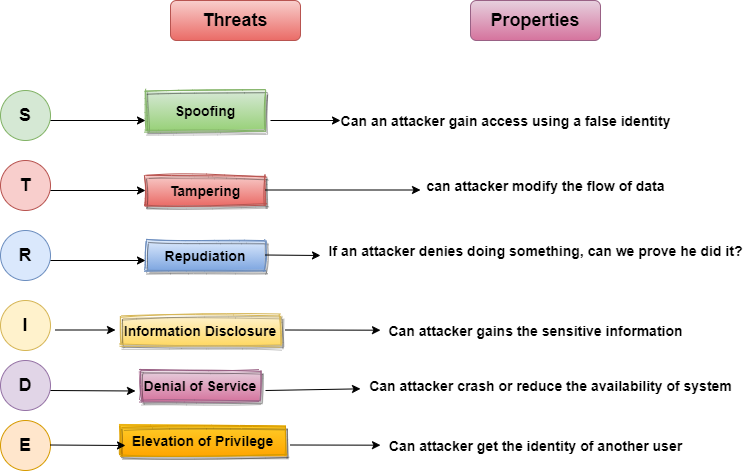 Threats
Properties
S
Spoofing
Can an attacker gain access using a false identity
T
Tampering
can attacker modify the flow of data
R
Repudiation
If an attacker denies doing something, can we prove he did it?
I
Information Disclosure
Can attacker gains the sensitive information
D
Denial of Service
Can attacker crash or reduce the availability of system
E
Elevation of Privilege
Can attacker get the identity of another user